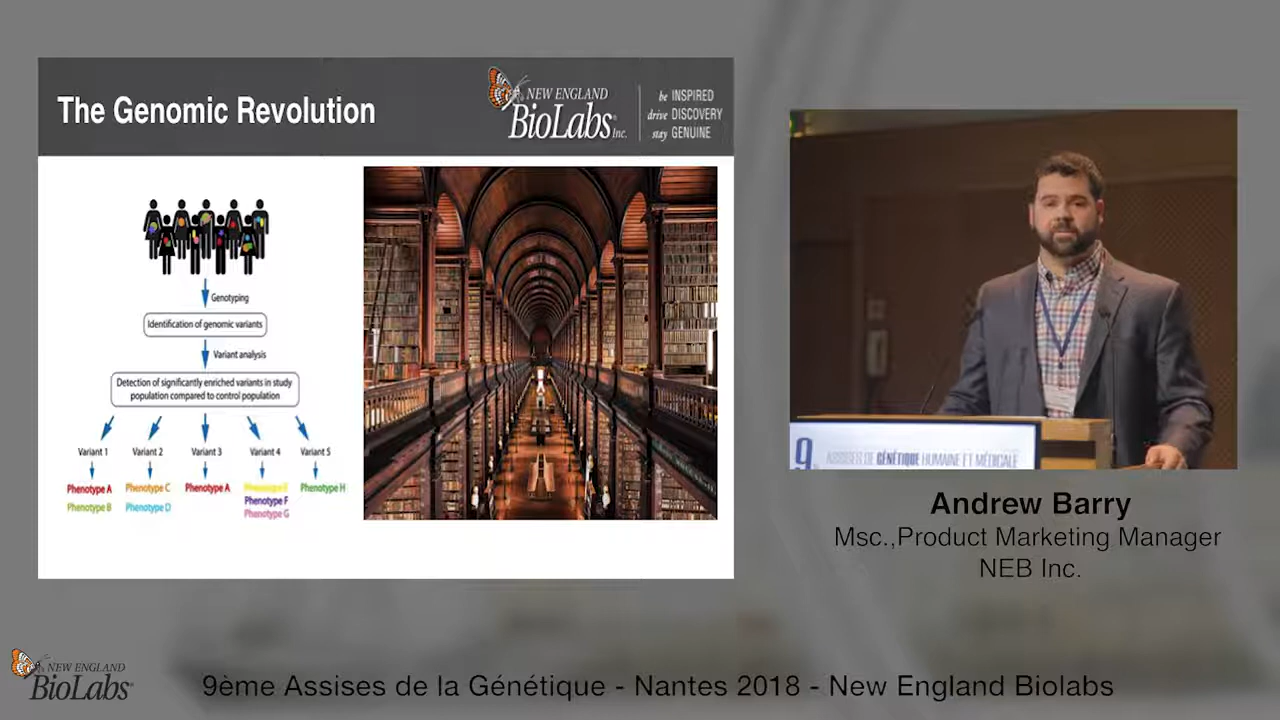 The Genomic Revolution
NEW ENGLAND
BioLabs® Inc.
be INSPIRED
drive DISCOVERY
stay GENUINE
Genotyping
Identification of genomic variants
Variant analysis
Detection of significantly enriched variants in study
population compared to control population
Variant 1
Variant 2
Variant 3
Variant 4
Variant 5
Phenotype A
Phenotype B
Phenotype C
Phenotype D
Phenotype A
Phenotype E
Phenotype F
Phenotype G
Phenotype H
9
ASSISES DE GÉNÉTIQUE HUMAINE ET MÉDICALE
Andrew Barry
Msc.,Product Marketing Manager
NEB Inc.
NEW ENGLAND
BioLabs®
9ème Assises de la Génétique - Nantes 2018 - New England Biolabs